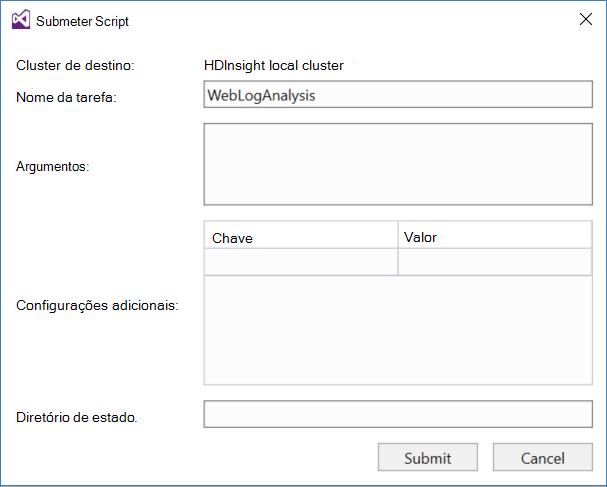 Submeter Script
Cluster de destino: HDInsight local cluster
Nome da tarefa: WebLogAnalysis
Argumentos:
Chave Valor
Configurações adicionais:
Diretório de estado.
Submit Cancel